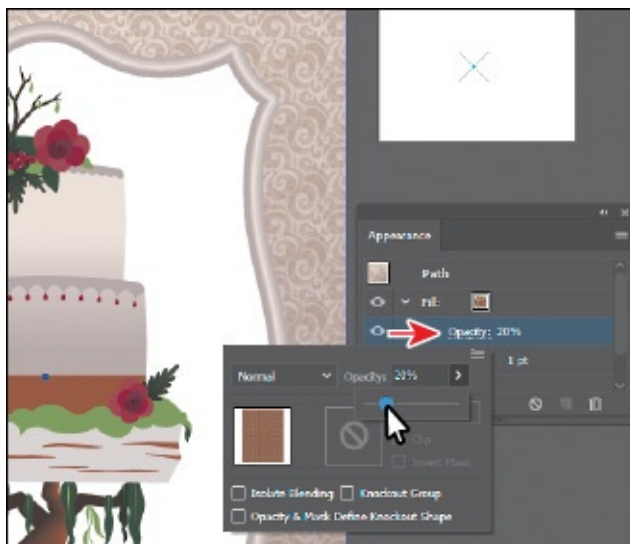 Appearance
Path
Fill:
Opacity: 20%
1 pt
Normal
Opacity: 20%
Clip
Invert Mask
Isolate Blending
Knockout Group
Opacity & Mask Define Knockout Shape